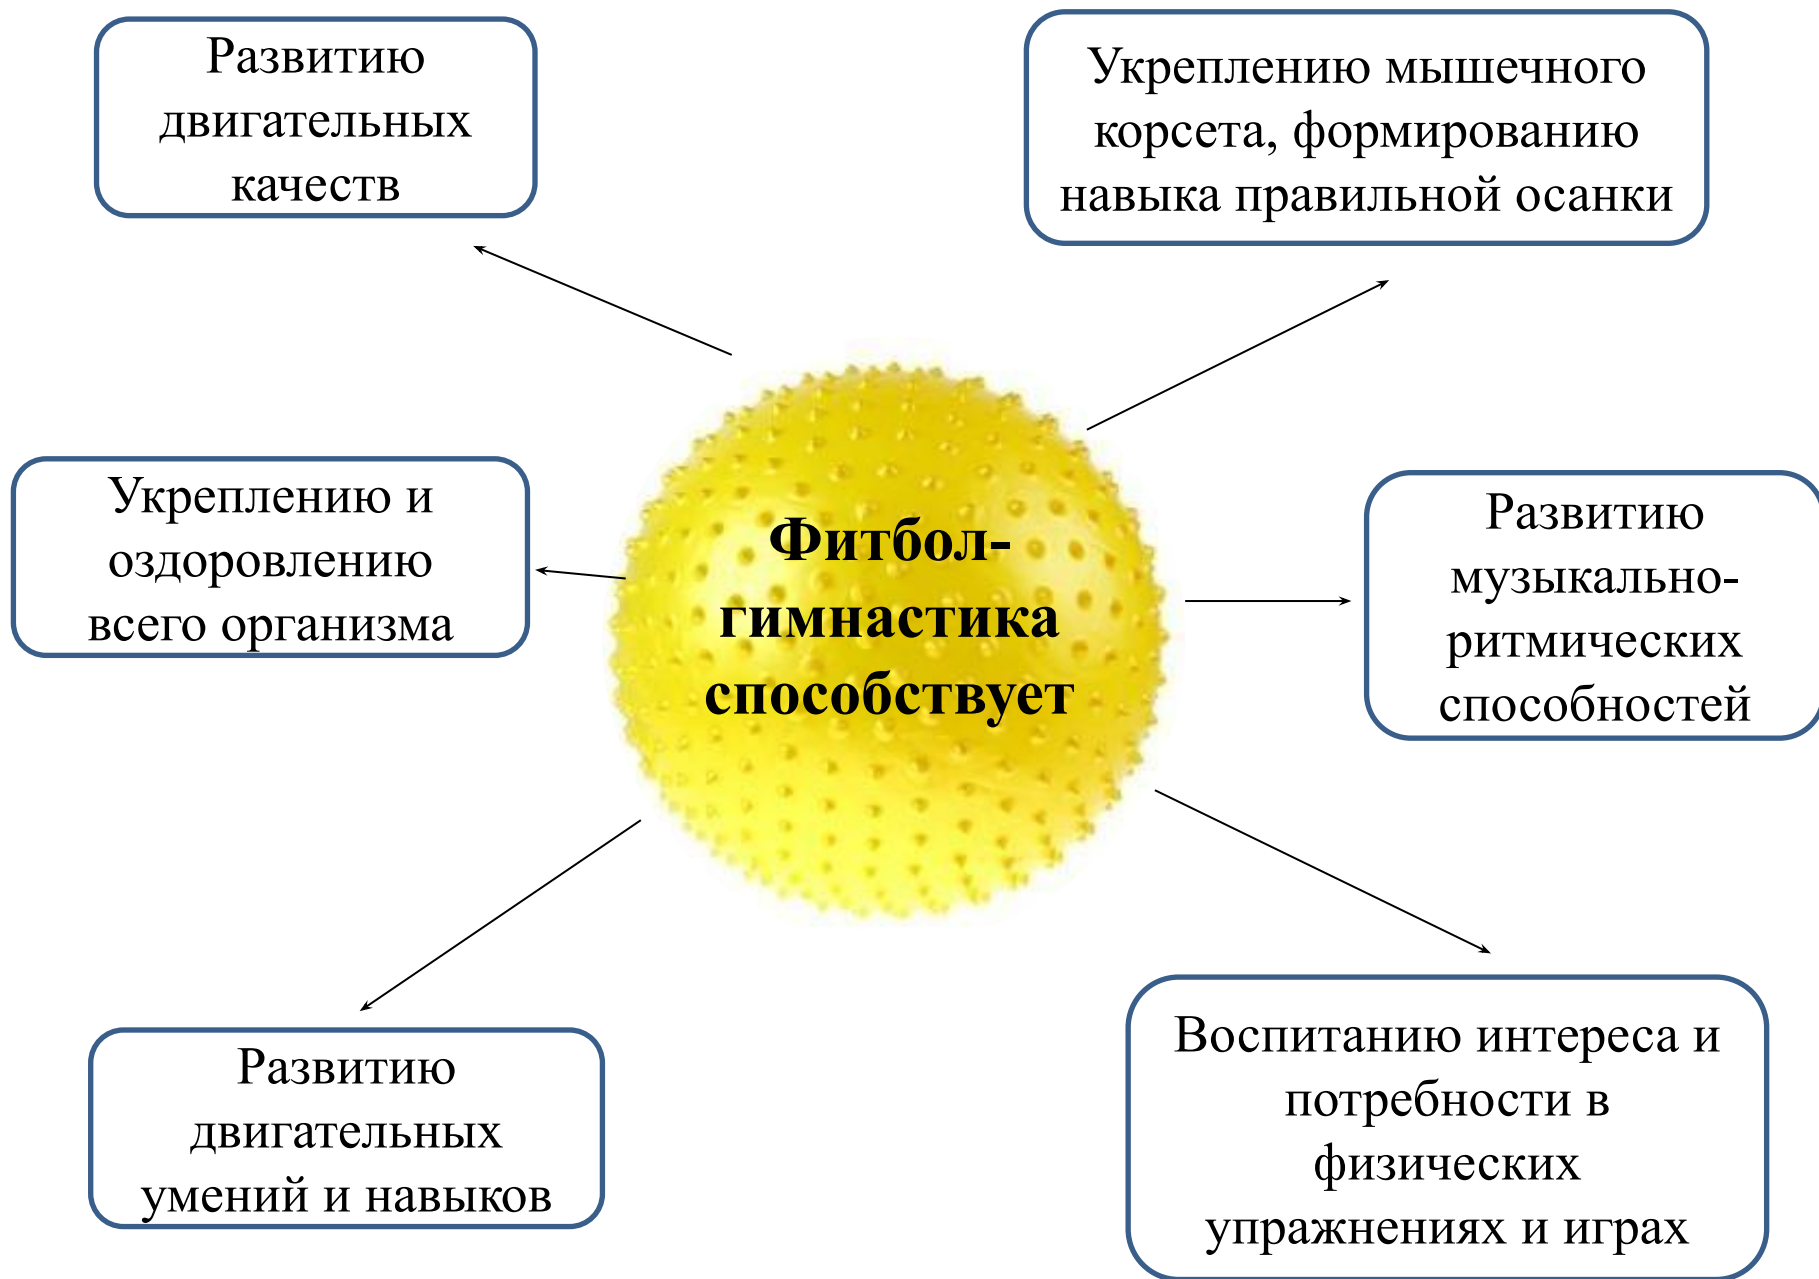 Развитию
двигательных
качеств
Укреплению мышечного
корсета, формированию
навыка правильной осанки
Укреплению и
оздоровлению
всего организма
Фитбол-
гимнастика
способствует
Развитию
музыкально-
ритмических
способностей
Развитию
двигательных
умений и навыков
Воспитанию интереса и
потребности в
физических
упражнениях и играх